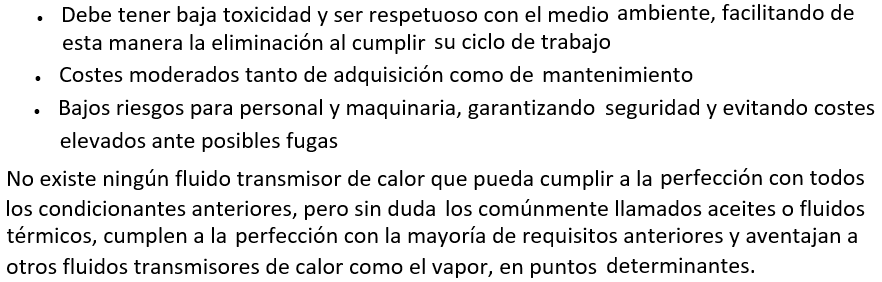 • Debe tener baja toxicidad y ser respetuoso con el medio ambiente, facilitando de
esta manera la eliminación al cumplir su ciclo de trabajo
• Costes moderados tanto de adquisición como de mantenimiento
• Bajos riesgos para personal y maquinaria, garantizando seguridad y evitando costes
elevados ante posibles fugas
No existe ningún fluido transmisor de calor que pueda cumplir a la perfección con todos
los condicionantes anteriores, pero sin duda los comúnmente llamados aceites o fluidos
térmicos, cumplen a la perfección con la mayoría de requisitos anteriores y aventajan a
otros fluidos transmisores de calor como el vapor, en puntos determinantes.